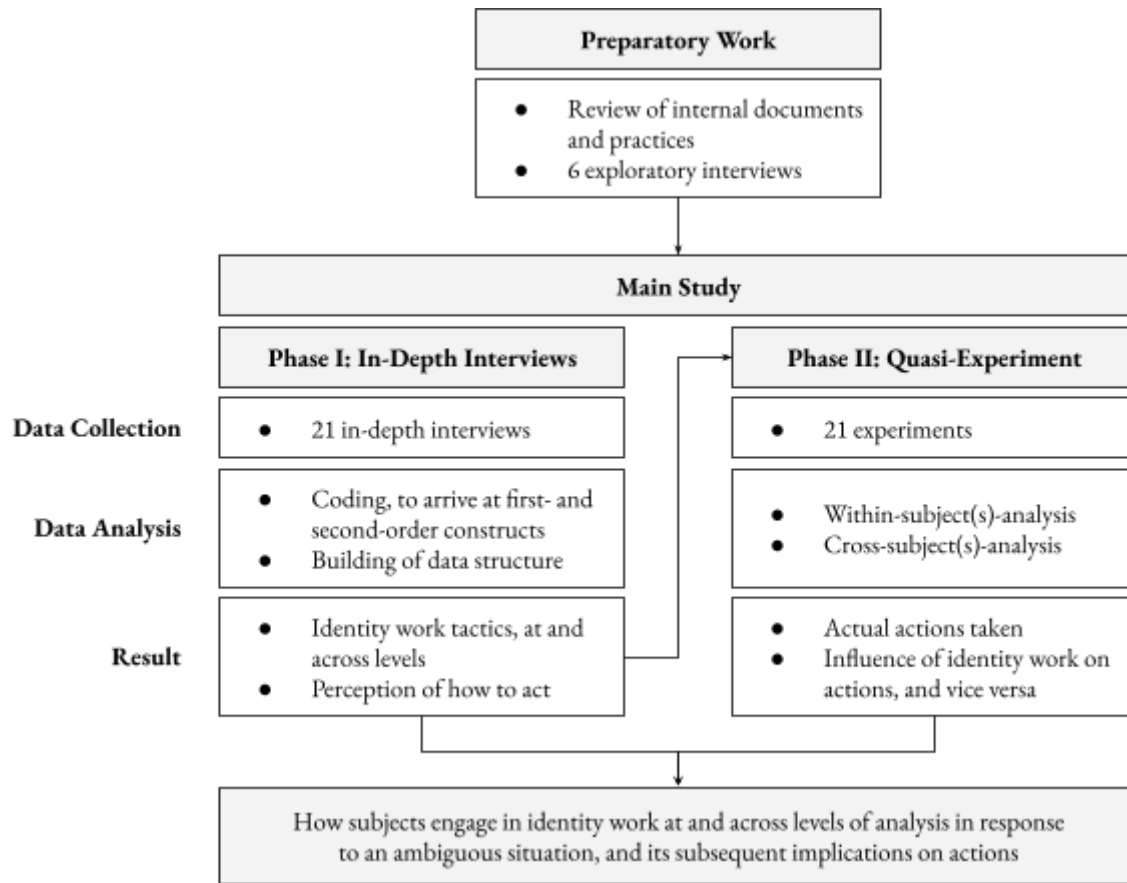 Preparatory Work
● Review of internal documents
and practices
● 6 exploratory interviews
Main Study
Phase I: In-Depth Interviews
Phase II: Quasi-Experiment
Data Collection
● 21 in-depth interviews
● 21 experiments
Data Analysis
● Coding, to arrive at first- and
second-order constructs
● Building of data structure
● Within-subject(s)-analysis
● Cross-subject(s)-analysis
Result
● Identity work tactics, at and
across levels
● Perception of how to act
● Actual actions taken
● Influence of identity work on
actions, and vice versa
How subjects engage in identity work at and across levels of analysis in response
to an ambiguous situation, and its subsequent implications on actions